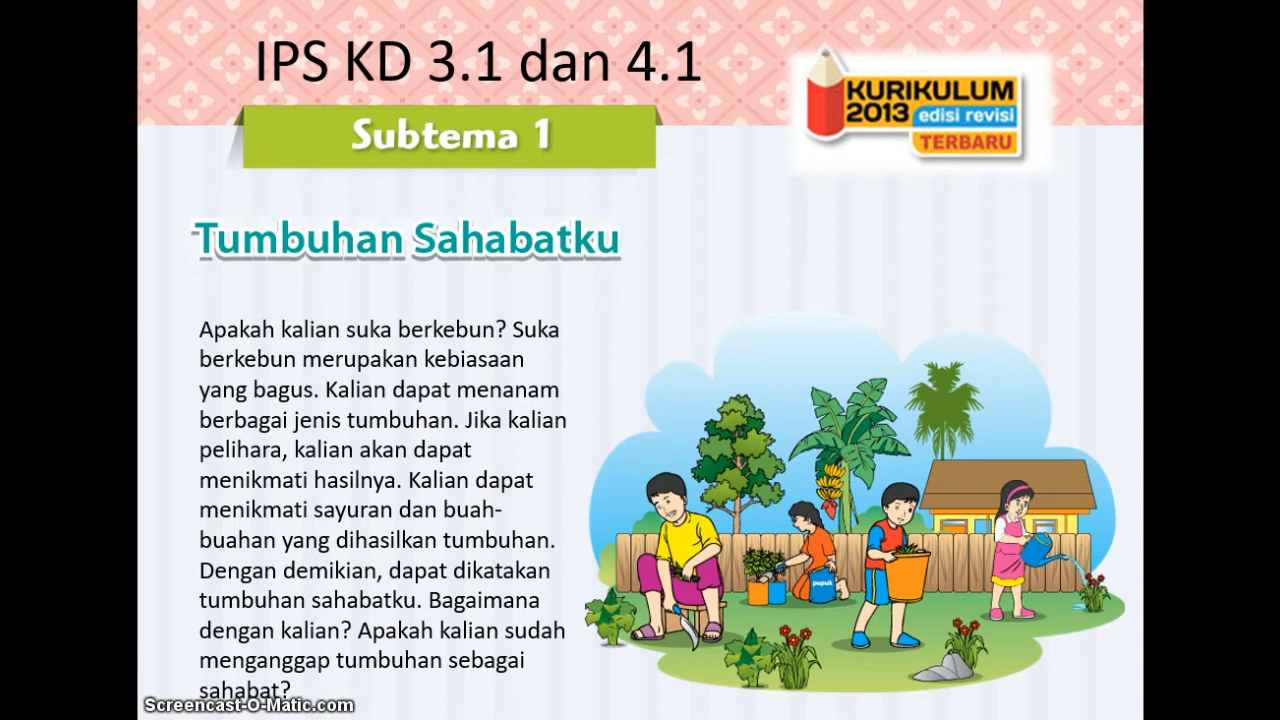 IPS KD 3.1 dan 4.1
KURIKULUM
2013 edisi revisi
TERBARU
Subtema 1
Tumbuhan Sahabatku
Apakah kalian suka berkebun? Suka
berkebun merupakan kebiasaan
yang bagus. Kalian dapat menanam
berbagai jenis tumbuhan. Jika kalian
pelihara, kalian akan dapat
menikmati hasilnya. Kalian dapat
menikmati sayuran dan buah-
buahan yang dihasilkan tumbuhan.
Dengan demikian, dapat dikatakan
tumbuhan sahabatku. Bagaimana
dengan kalian? Apakah kalian sudah
menganggap tumbuhan sebagai
sahabat?
pupuk
Screencast-O-Matic.com